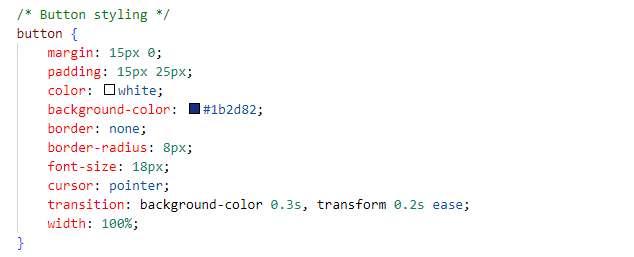 /* Button styling */
button {
    margin: 15px 0;
    padding: 15px 25px;
    color: white;
    background-color: #1b2d82;
    border: none;
    border-radius: 8px;
    font-size: 18px;
    cursor: pointer;
    transition: background-color 0.3s, transform 0.2s ease;
    width: 100%;
}